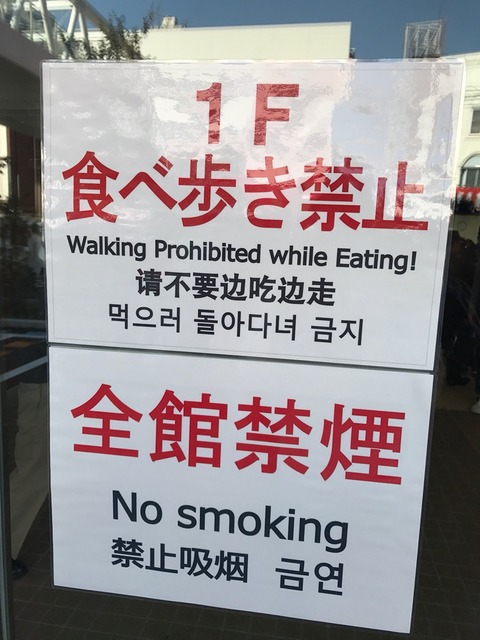 1F
食べ歩き禁止
Walking Prohibited while Eating!
请不要边吃边走
먹으러 돌아다녀 금지
全館禁煙
No smoking
禁止吸烟 금연